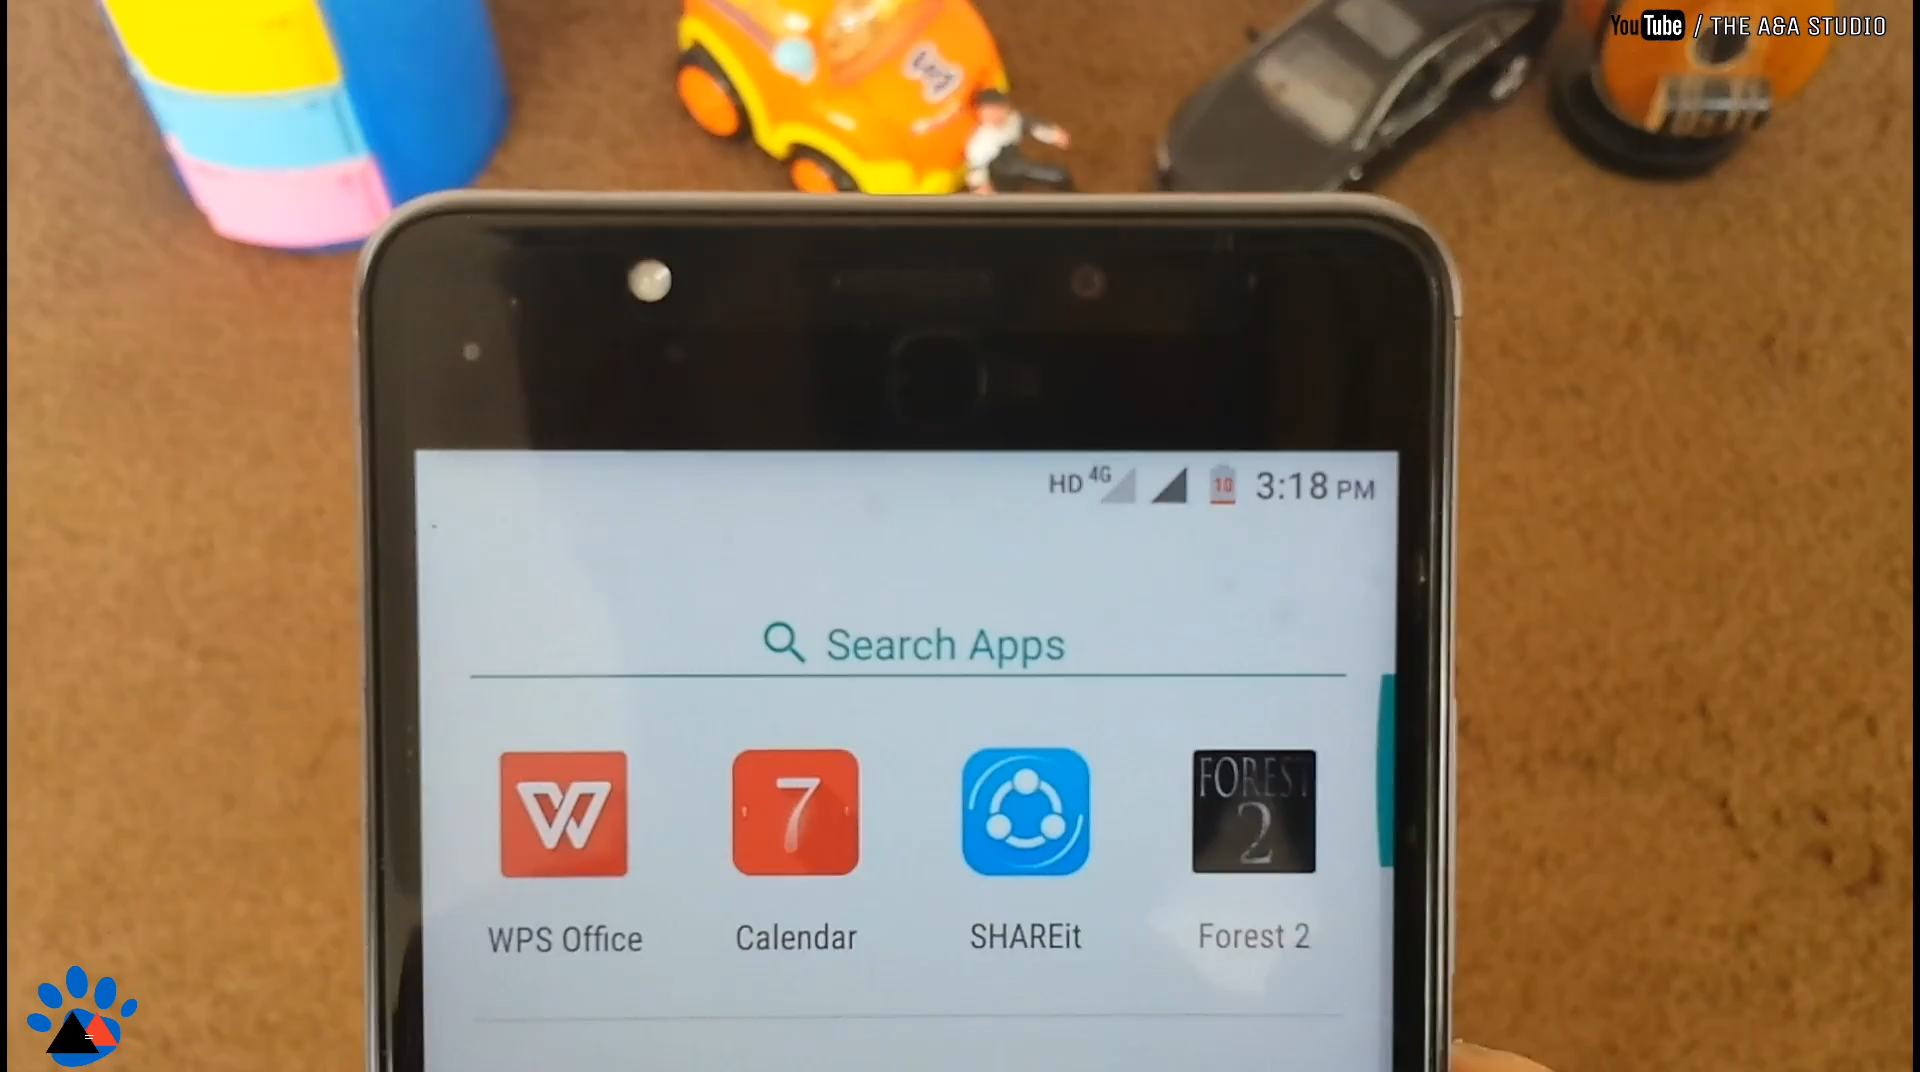 YouTube / THE A&A STUDIO
HD 4G 10 3:18 PM
Search Apps
W
7
FOREST
2
WPS Office
Calendar
SHAREit
Forest 2